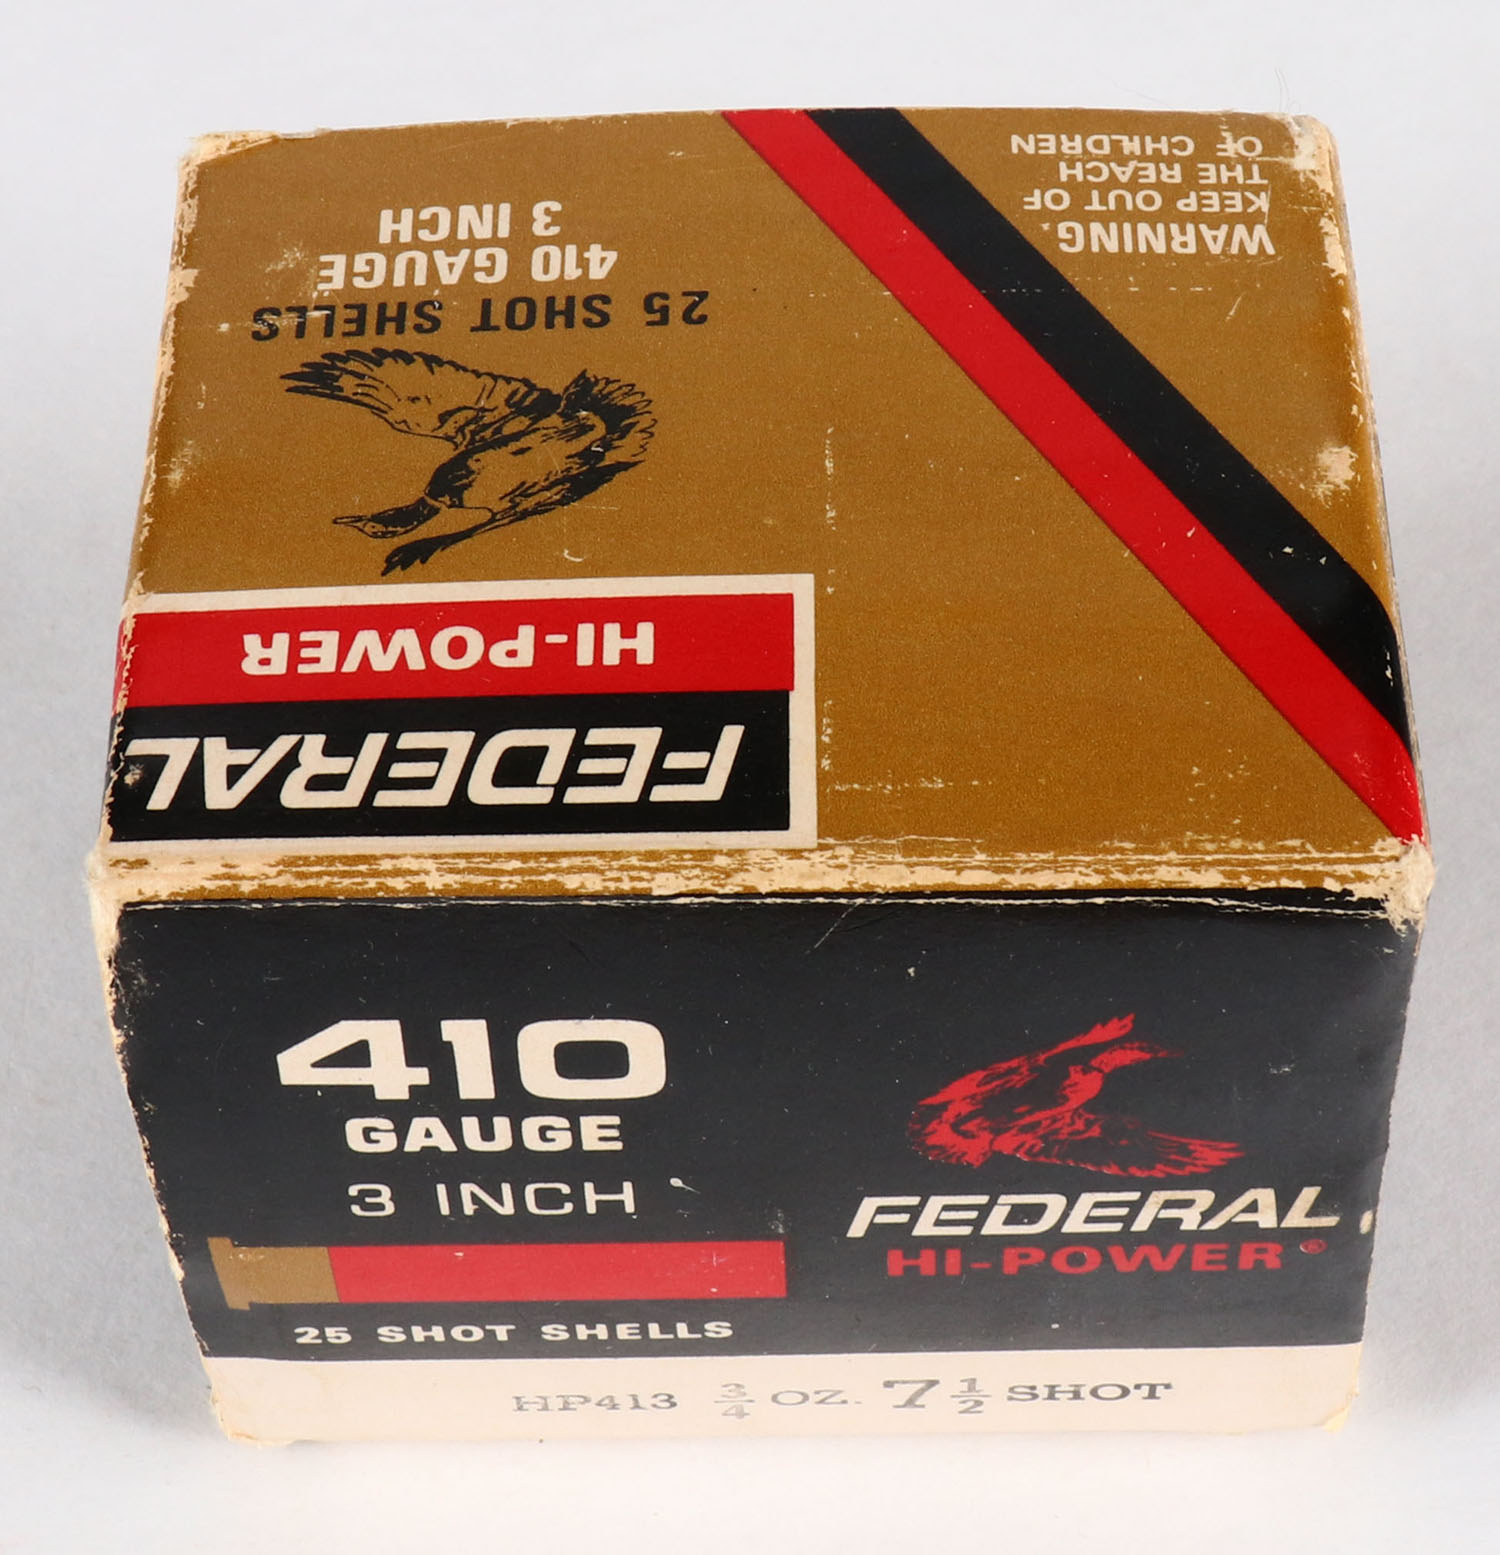 FEDERAL
HI-POWER
25 SHOT SHELLS
410 GAUGE
3 INCH
WARNING.
KEEP OUT OF
THE REACH
OF CHILDREN
410
GAUGE
3 INCH
25 SHOT SHELLS
FEDERAL
HI-POWER®
HP413 3/4 OZ. 7 1/2 SHOT